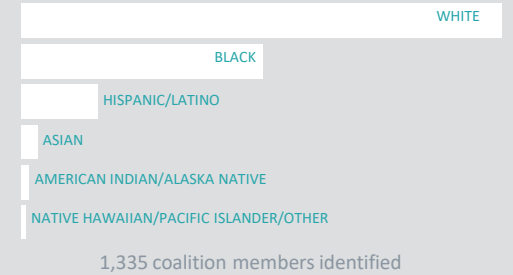 WHITE
BLACK
HISPANIC/LATINO
ASIAN
AMERICAN INDIAN/ALASKA NATIVE
NATIVE HAWAIIAN/PACIFIC ISLANDER/OTHER
1,335 coalition members identified